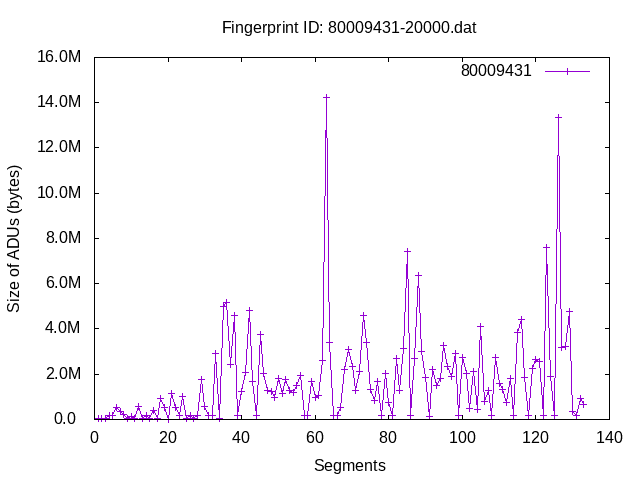 Fingerprint ID: 80009431-20000.dat
80009431
16.0M
14.0M
12.0M
10.0M
8.0M
6.0M
4.0M
2.0M
0.0
Size of ADUs (bytes)
0 20 40 60 80 100 120 140
Segments